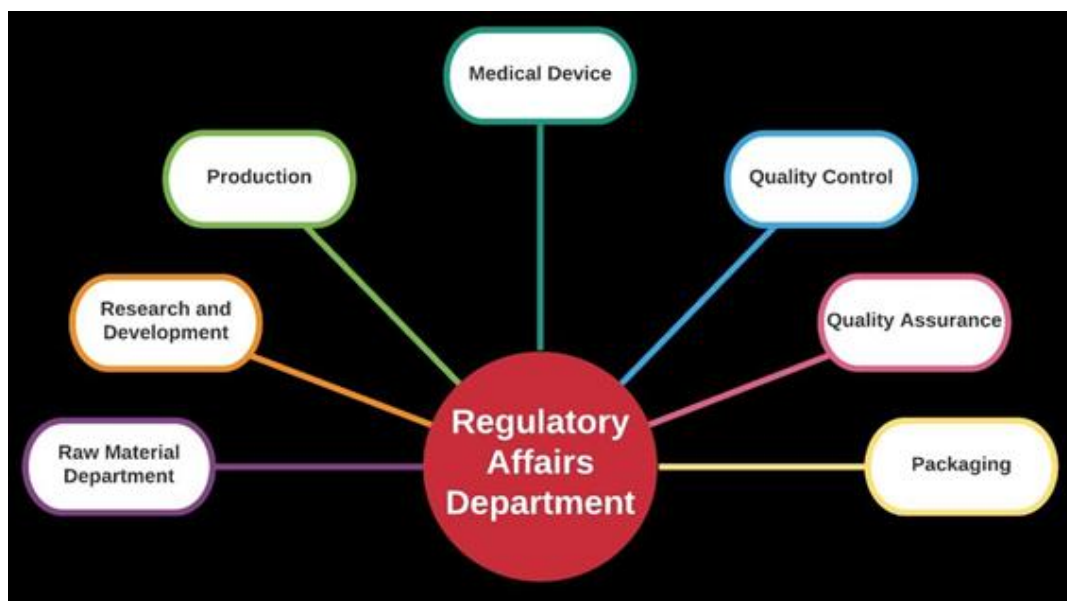 Medical Device
Production
Quality Control
Research and
Development
Quality Assurance
Raw Material
Department
Regulatory
Affairs
Department
Packaging